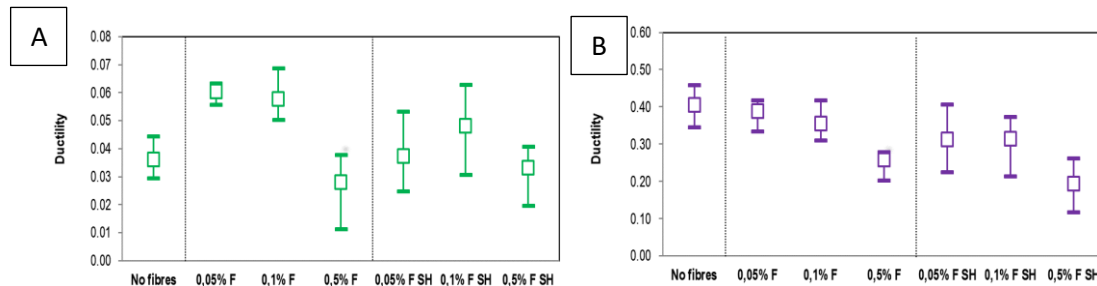 A
Ductility
0.08
0.07
0.06
0.05
0.04
0.03
0.02
0.01
0.00
No fibres 0,05% F 0,1% F 0,5% F 0,05% F SH 0,1% F SH 0,5% F SH
B
Ductility
0.60
0.50
0.40
0.30
0.20
0.10
0.00
No fibres 0,05% F 0,1% F 0,5% F 0,05% F SH 0,1% F SH 0,5% F SH